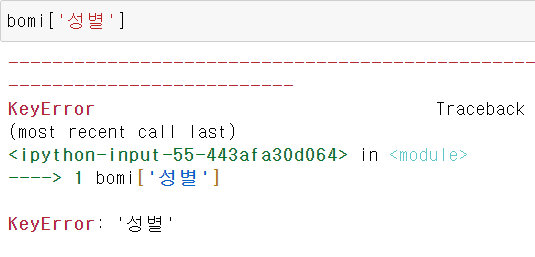 bomi['성별']
---------------------------------------------------------------------------
KeyError Traceback
(most recent call last)
<ipython-input-55-443afa30d064> in <module>
----> 1 bomi['성별']
KeyError: '성별'